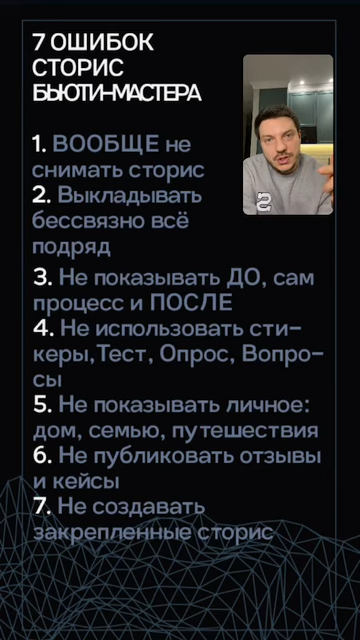 7 ОШИБОК
СТОРИС
БЬЮТИ-МАСТЕРА
1. ВООБЩЕ не
снимать сторис
2. Выкладывать
бессвязно всё
подряд
3. Не показывать ДО, сам
процесс и ПОСЛЕ
4. Не использовать сти-
керы,Тест, Опрос, Вопро-
сы
5. Не показывать личное:
дом, семью, путешествия
6. Не публиковать отзывы
и кейсы
7. Не создавать
закрепленные сторис